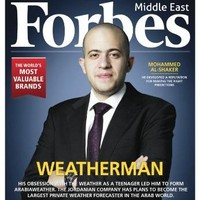 Middle East
Forbes
THE WORLD'S
MOST
VALUABLE
BRANDS
MOHAMMED
AL-SHAKER
WEATHERMAN
HIS OBSESSION WITH THE WEATHER AS A TEENAGER LED HIM TO FORM
ARABIAWEATHER. THE JORDANIAN COMPANY HAS PLANS TO BECOME THE
LARGEST PRIVATE WEATHER FORECASTER IN THE ARAB WORLD.